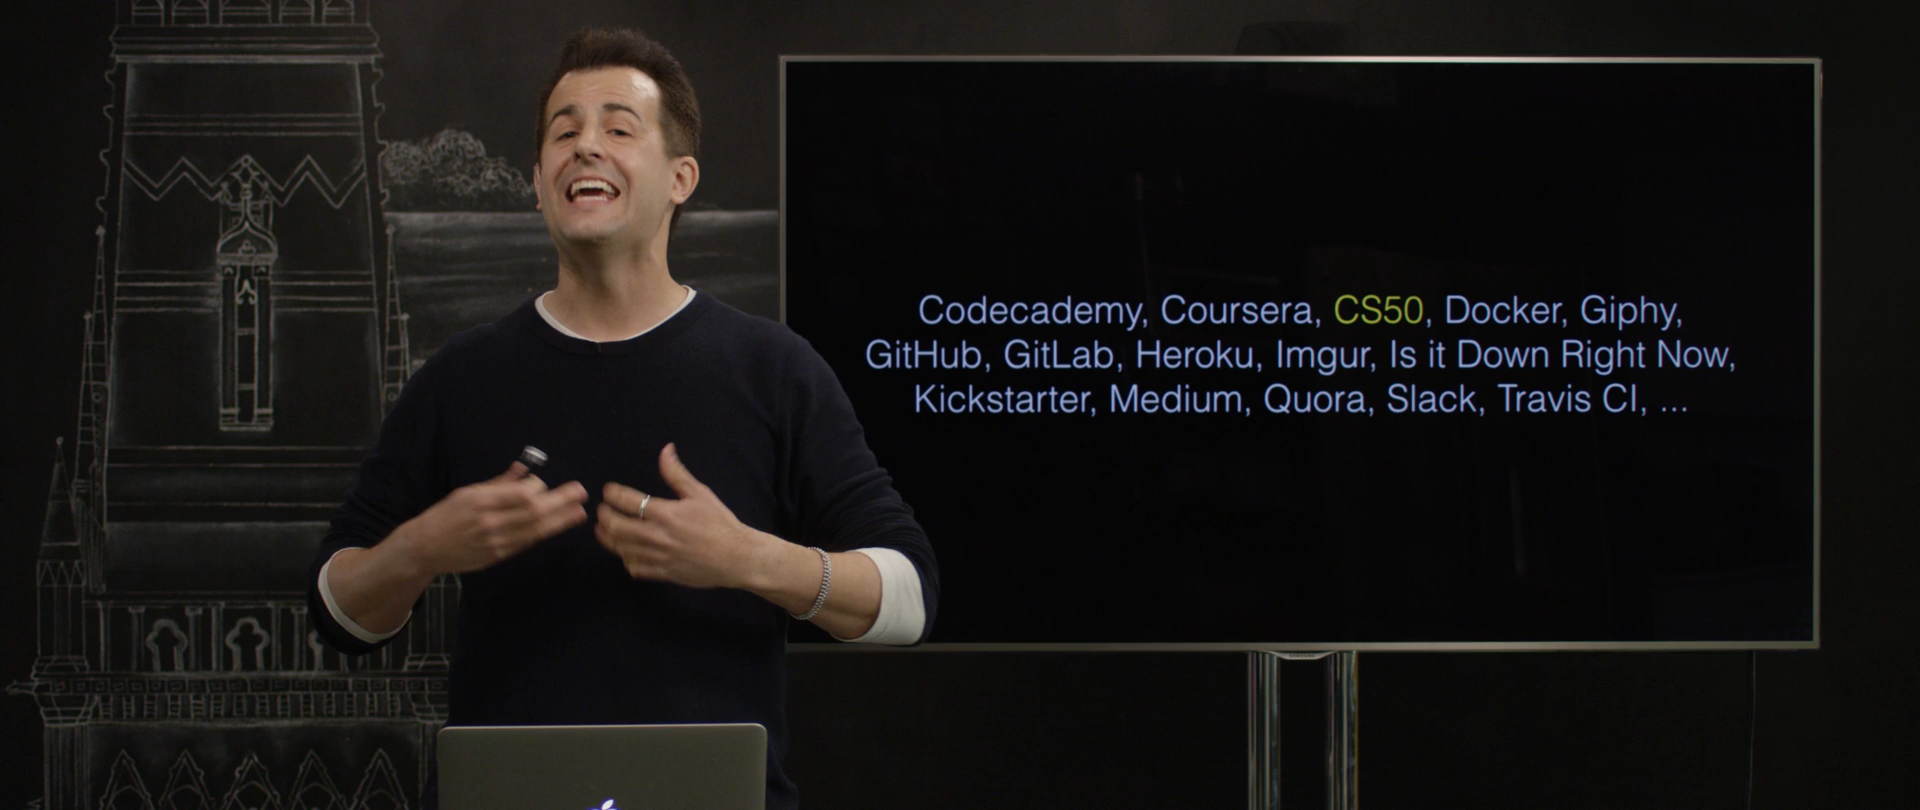 Codecademy, Coursera, CS50, Docker, Giphy,
GitHub, GitLab, Heroku, Imgur, Is it Down Right Now,
Kickstarter, Medium, Quora, Slack, Travis CI, ...